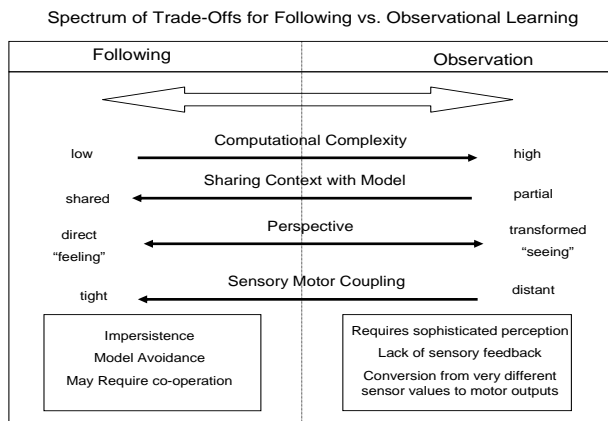 Spectrum of Trade-Offs for Following vs. Observational Learning
Following
Observation
Computational Complexity
low
high
Sharing Context with Model
shared
partial
Perspective
direct
"feeling"
transformed
"seeing"
Sensory Motor Coupling
tight
distant
Impersistence
Model Avoidance
May Require co-operation
Requires sophisticated perception
Lack of sensory feedback
Conversion from very different
sensor values to motor outputs